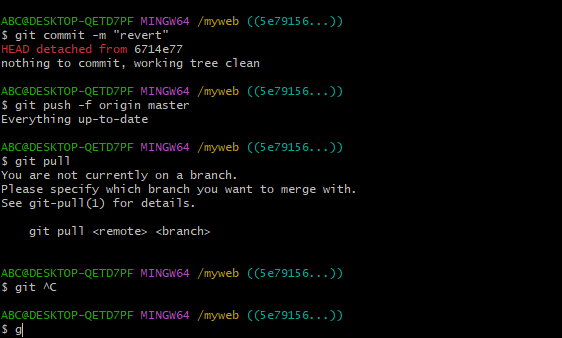 ABC@DESKTOP-QETD7PF MINGW64 /myweb ((5e79156...))
$ git commit -m "revert"
HEAD detached from 6714e77
nothing to commit, working tree clean
ABC@DESKTOP-QETD7PF MINGW64 /myweb ((5e79156...))
$ git push -f origin master
Everything up-to-date
ABC@DESKTOP-QETD7PF MINGW64 /myweb ((5e79156...))
$ git pull
You are not currently on a branch.
Please specify which branch you want to merge with.
See git-pull(1) for details.
git pull <remote> <branch>
ABC@DESKTOP-QETD7PF MINGW64 /myweb ((5e79156...))
$ git ^C
ABC@DESKTOP-QETD7PF MINGW64 /myweb ((5e79156...))
$ g